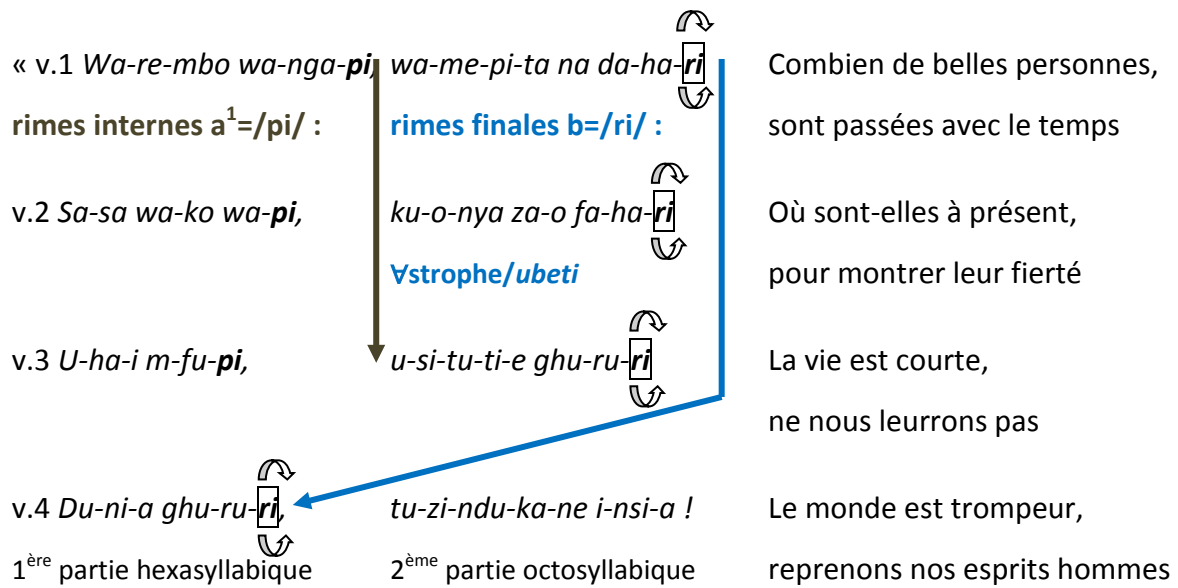 « v.1 Wa-re-mbo wa-nga-pi, wa-me-pi-ta na da-ha-ri Combien de belles personnes,
rimes internes a¹=/pi/ : rimes finales b=/ri/ : sont passées avec le temps
v.2 Sa-sa wa-ko wa-pi, ku-o-nya za-o fa-ha-ri Où sont-elles à présent,
∀strophe/ubeti pour montrer leur fierté
v.3 U-ha-i m-fu-pi, u-si-tu-ti-e ghu-ru-ri La vie est courte,
ne nous leurrons pas
v.4 Du-ni-a ghu-ru-ri, tu-zi-ndu-ka-ne i-nsi-a ! Le monde est trompeur,
1ère partie hexasyllabique 2ème partie octosyllabique reprenons nos esprits hommes